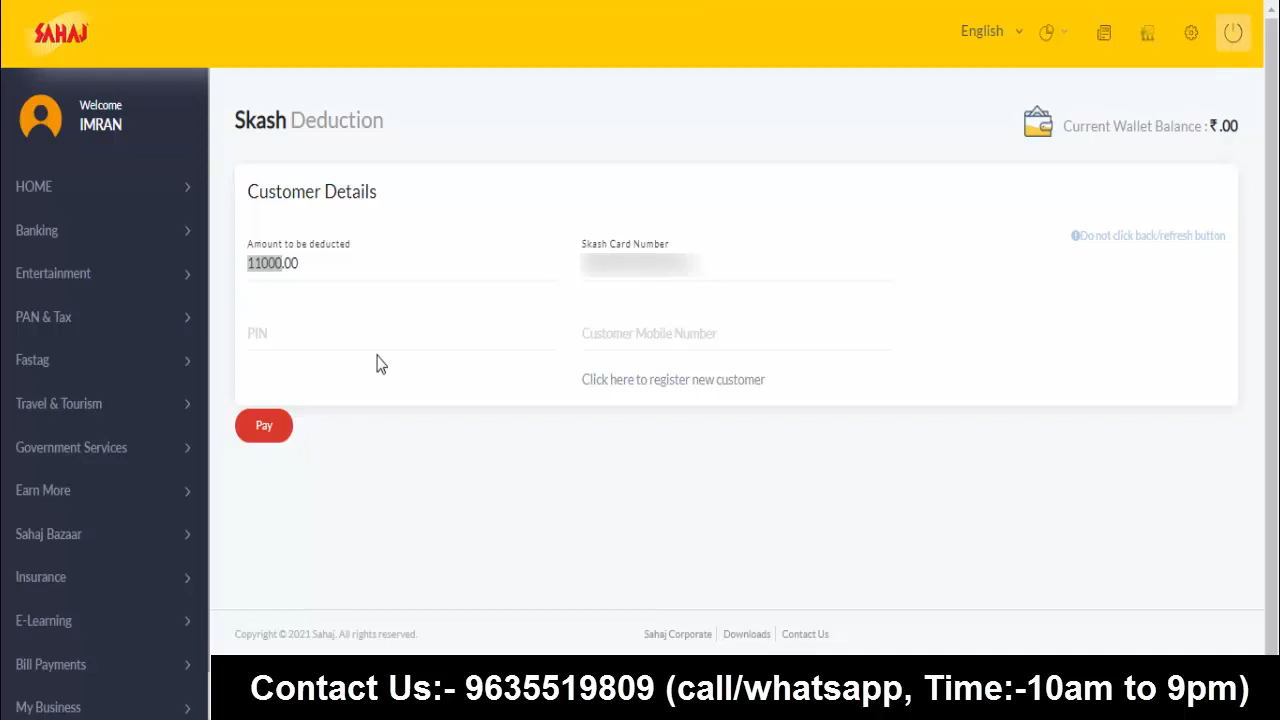 SAHAJ
English
Welcome
IMRAN
HOME
Banking
Entertainment
PAN & Tax
Fastag
Travel & Tourism
Government Services
Earn More
Sahaj Bazaar
Insurance
E-Learning
Bill Payments
My Business
Skash Deduction
Current Wallet Balance : ₹ .00
Customer Details
Do not click back/refresh button
Amount to be deducted
11000.00
Skash Card Number
PIN
Customer Mobile Number
Click here to register new customer
Pay
Copyright © 2021 Sahaj. All rights reserved.
Sahaj Corporate
Downloads
Contact Us
Contact Us:- 9635519809 (call/whatsapp, Time:-10am to 9pm)